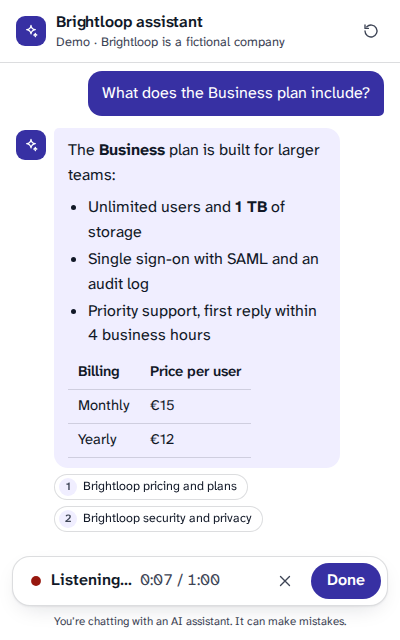 Brightloop assistant
Demo · Brightloop is a fictional company
What does the Business plan include?
The Business plan is built for larger
teams:
• Unlimited users and 1 TB of
storage
• Single sign-on with SAML and an
audit log
• Priority support, first reply within
4 business hours
Billing Price per user
Monthly €15
Yearly €12
1 Brightloop pricing and plans
2 Brightloop security and privacy
Listening... 0:07 / 1:00 Done
You're chatting with an AI assistant. It can make mistakes.